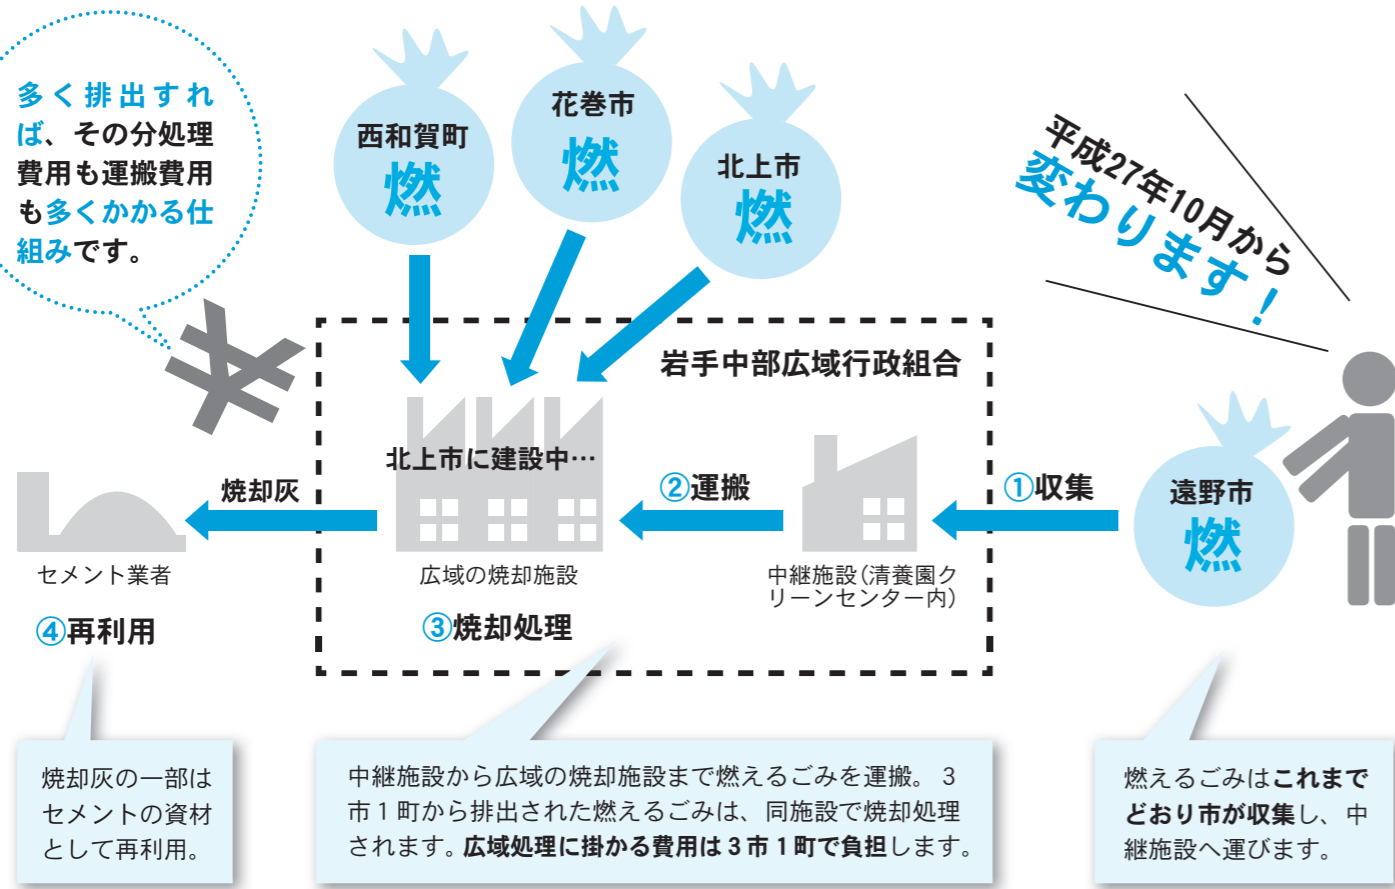 多く排出すれ
ば、その分処理
費用も運搬費用
も多くかかる仕
組みです。
西和賀町
燃
花巻市
燃
北上市
燃
平成27年10月から
変わります！
岩手中部広域行政組合
北上市に建設中…
焼却灰
②運搬
①収集
遠野市
燃
セメント業者
広域の焼却施設
中継施設（清養園ク
リーンセンター内）
④再利用
③焼却処理
焼却灰の一部は
セメントの資材
として再利用。
中継施設から広域の焼却施設まで燃えるごみを運搬。３
市１町から排出された燃えるごみは、同施設で焼却処理
されます。広域処理に掛かる費用は３市１町で負担します。
燃えるごみはこれまで
どおり市が収集し、中
継施設へ運びます。